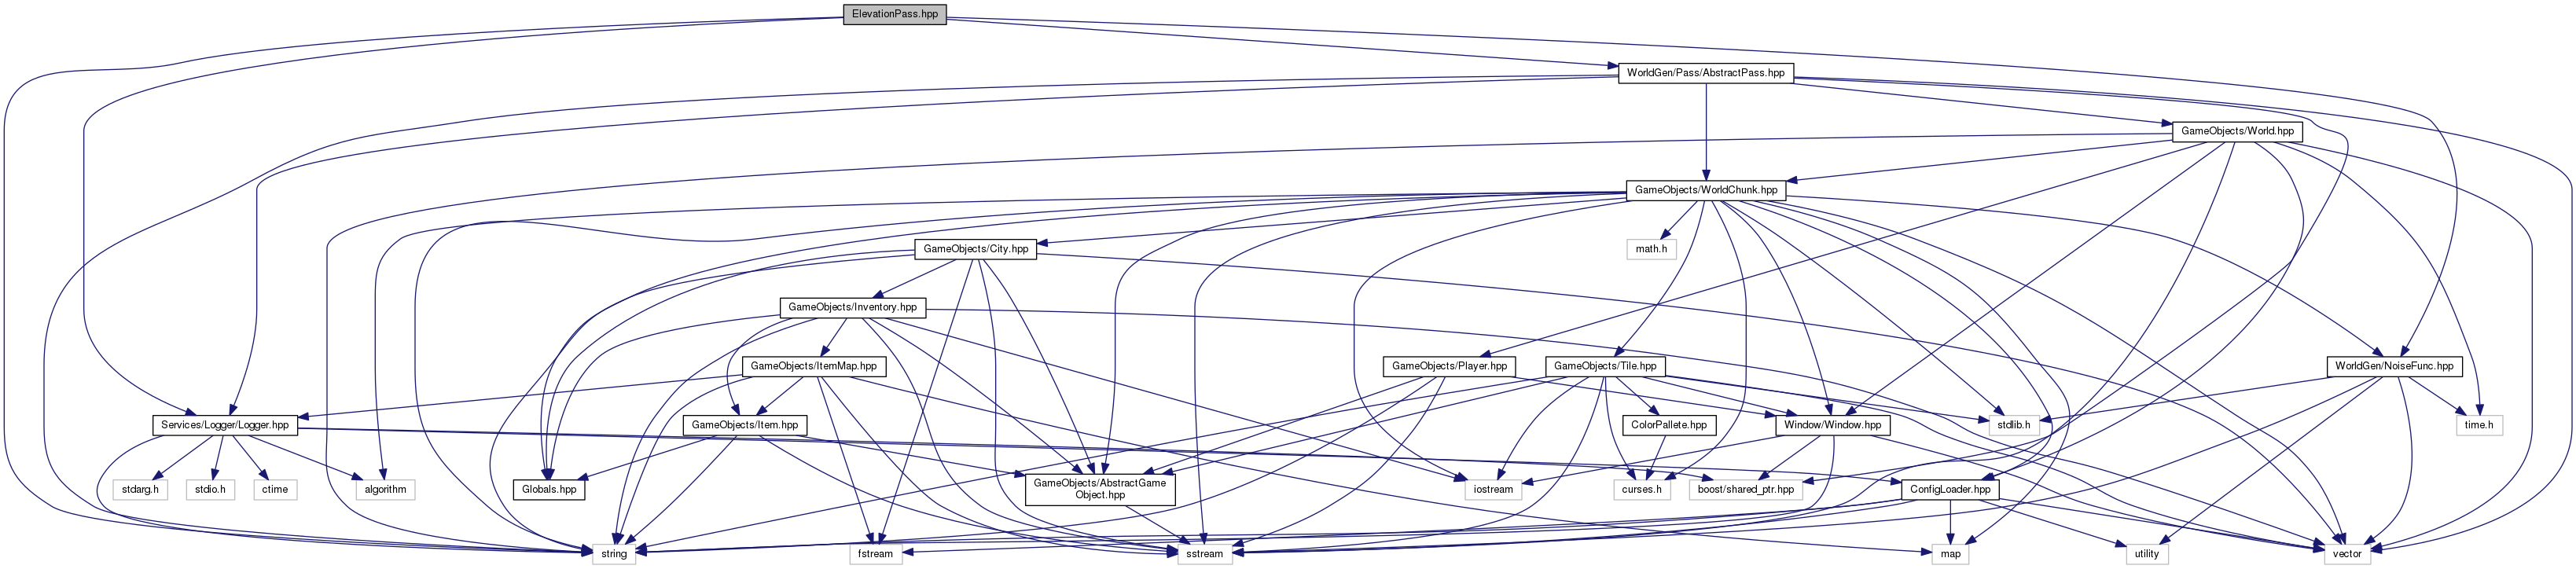 ElevationPass.hpp
WorldGen/Pass/AbstractPass.hpp
GameObjects/World.hpp
GameObjects/WorldChunk.hpp
GameObjects/City.hpp
math.h
GameObjects/Inventory.hpp
GameObjects/ItemMap.hpp
GameObjects/Player.hpp
GameObjects/Tile.hpp
WorldGen/NoiseFunc.hpp
Services/Logger/Logger.hpp
GameObjects/Item.hpp
ColorPallete.hpp
Window/Window.hpp
stdlib.h
time.h
stdarg.h
stdio.h
ctime
algorithm
Globals.hpp
GameObjects/AbstractGame
Object.hpp
iostream
curses.h
boost/shared_ptr.hpp
ConfigLoader.hpp
string
fstream
sstream
map
utility
vector